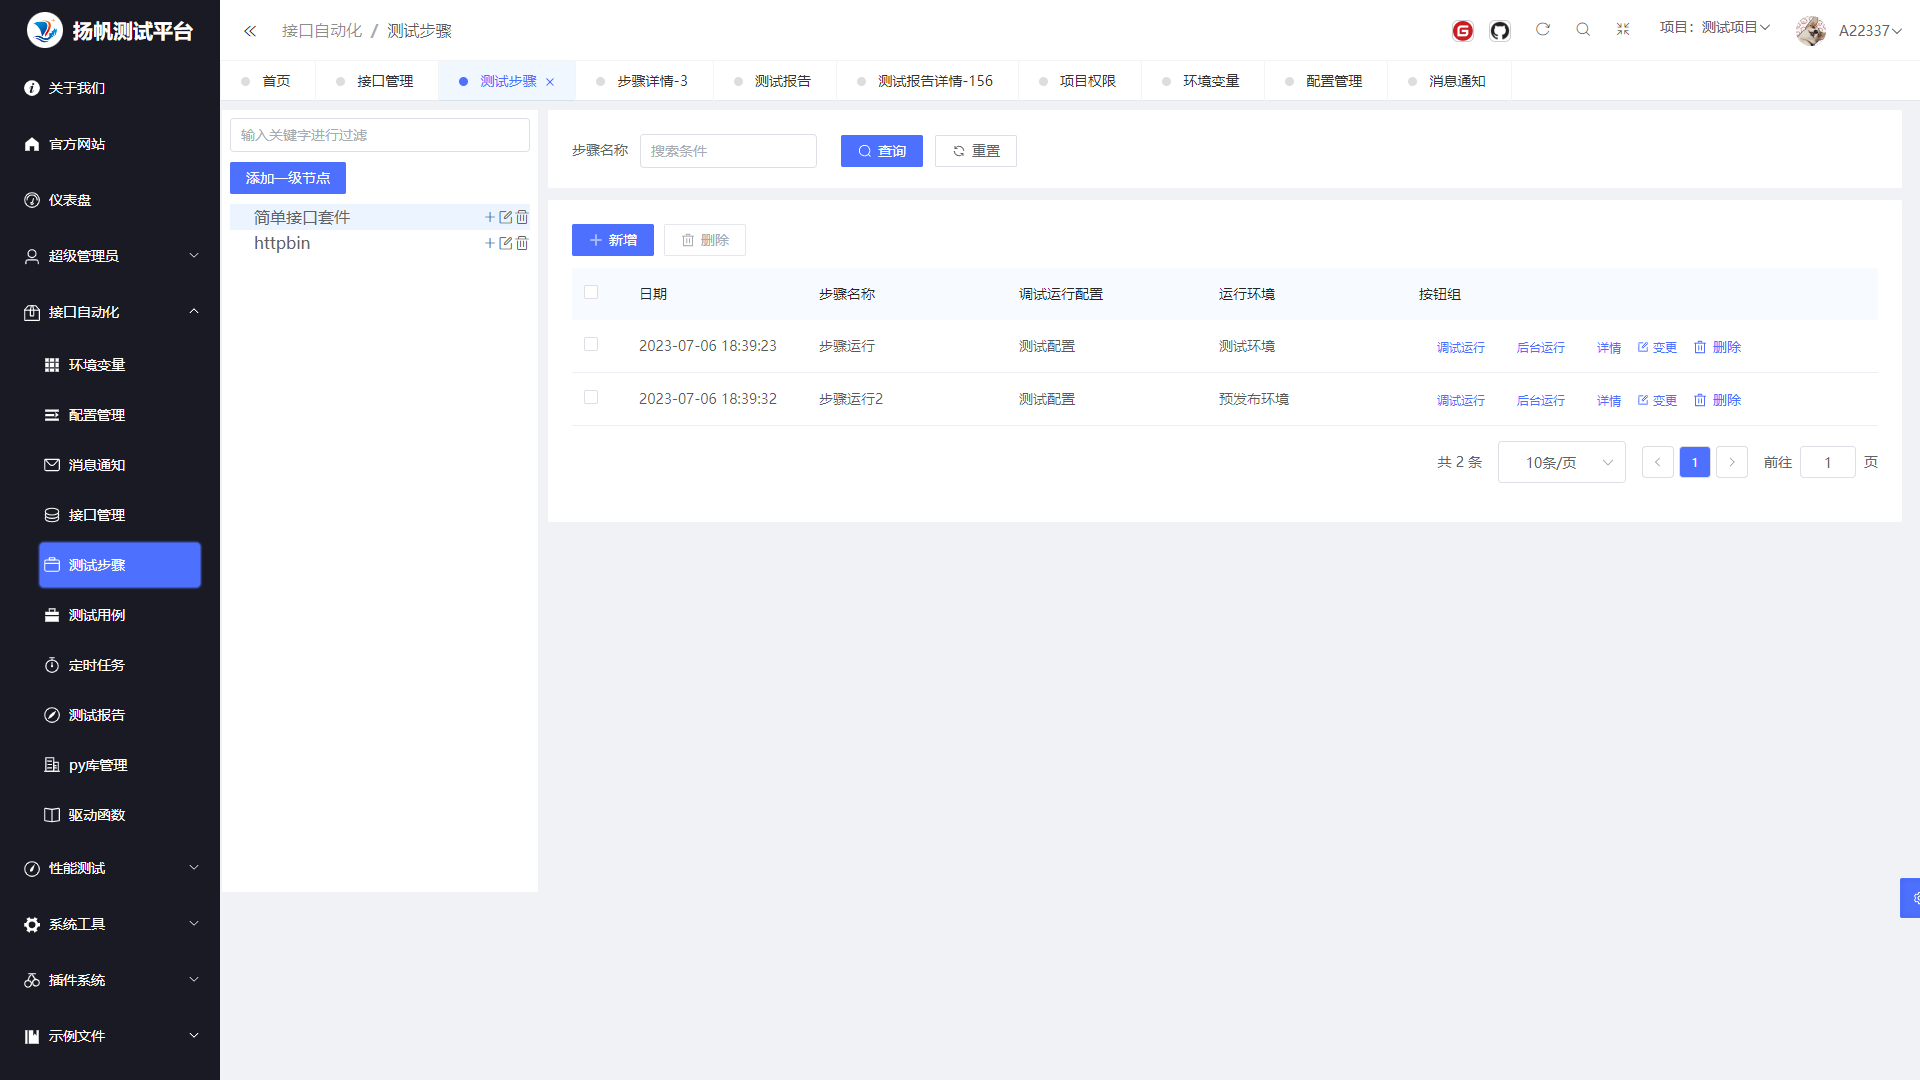 扬帆测试平台
关于我们
官方网站
仪表盘
超级管理员
接口自动化
环境变量
配置管理
消息通知
接口管理
测试步骤
测试用例
定时任务
测试报告
py库管理
驱动函数
性能测试
系统工具
插件系统
示例文件
接口自动化 / 测试步骤
项目：测试项目
A22337
首页 接口管理 测试步骤 步骤详情-3 测试报告 测试报告详情-156 项目权限 环境变量 配置管理 消息通知
输入关键字进行过滤
添加一级节点
简单接口套件
httpbin
步骤名称 搜索条件 查询 重置
新增 删除
日期 步骤名称 调试运行配置 运行环境 按钮组
2023-07-06 18:39:23 步骤运行 测试配置 测试环境 调试运行 后台运行 详情 变更 删除
2023-07-06 18:39:32 步骤运行2 测试配置 预发布环境 调试运行 后台运行 详情 变更 删除
共 2 条 10条/页 1 前往 1 页